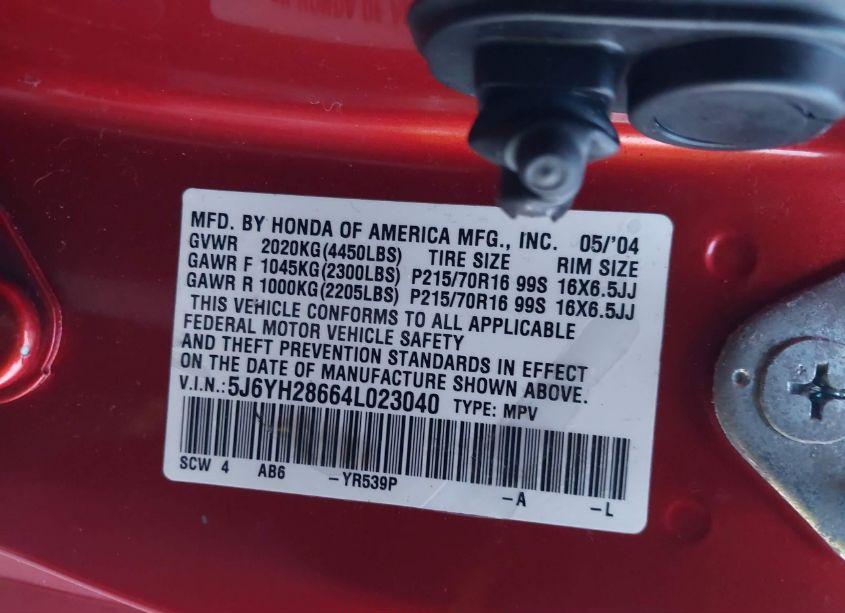 MFD. BY HONDA OF AMERICA MFG., INC. 05/'04
GVWR 2020KG(4450LBS) TIRE SIZE RIM SIZE
GAWR F 1045KG(2300LBS) P215/70R16 99S 16X6.5JJ
GAWR R 1000KG(2205LBS) P215/70R16 99S 16X6.5JJ
THIS VEHICLE CONFORMS TO ALL APPLICABLE
FEDERAL MOTOR VEHICLE SAFETY
AND THEFT PREVENTION STANDARDS IN EFFECT
ON THE DATE OF MANUFACTURE SHOWN ABOVE.
V.I.N.: 5J6YH28664L023040 TYPE: MPV
SCW 4 AB6 -YR539P -A -L